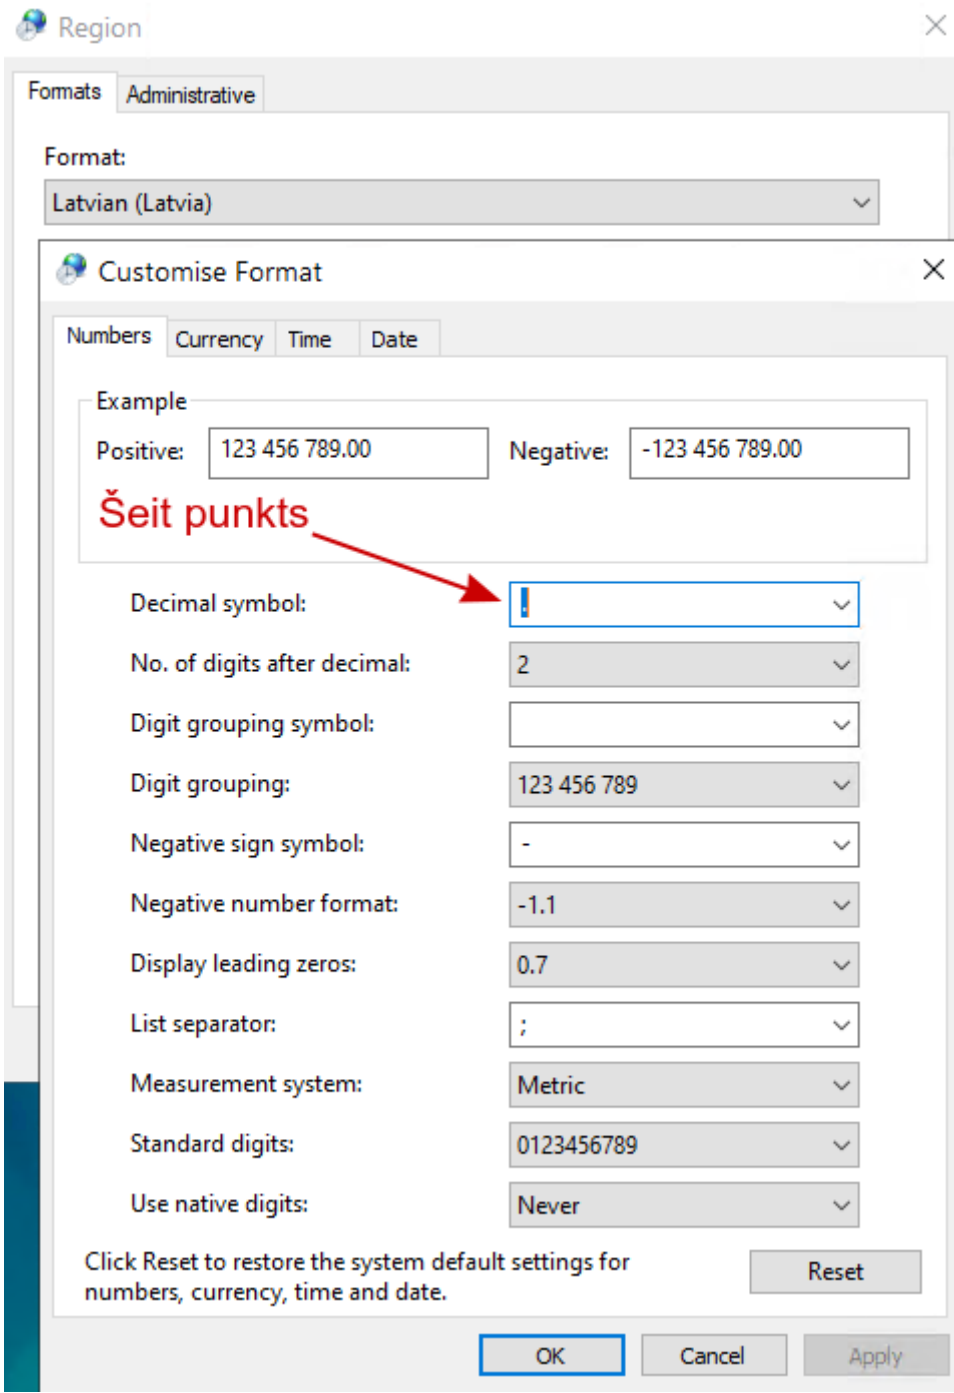 Region
Formats Administrative
Format:
Latvian (Latvia)
Customise Format
Numbers Currency Time Date
Example
Positive: 123 456 789.00 Negative: -123 456 789.00
Šeit punkts
Decimal symbol: .
No. of digits after decimal: 2
Digit grouping symbol:
Digit grouping: 123 456 789
Negative sign symbol: -
Negative number format: -1.1
Display leading zeros: 0.7
List separator: ;
Measurement system: Metric
Standard digits: 0123456789
Use native digits: Never
Click Reset to restore the system default settings for
numbers, currency, time and date.
Reset
OK Cancel Apply